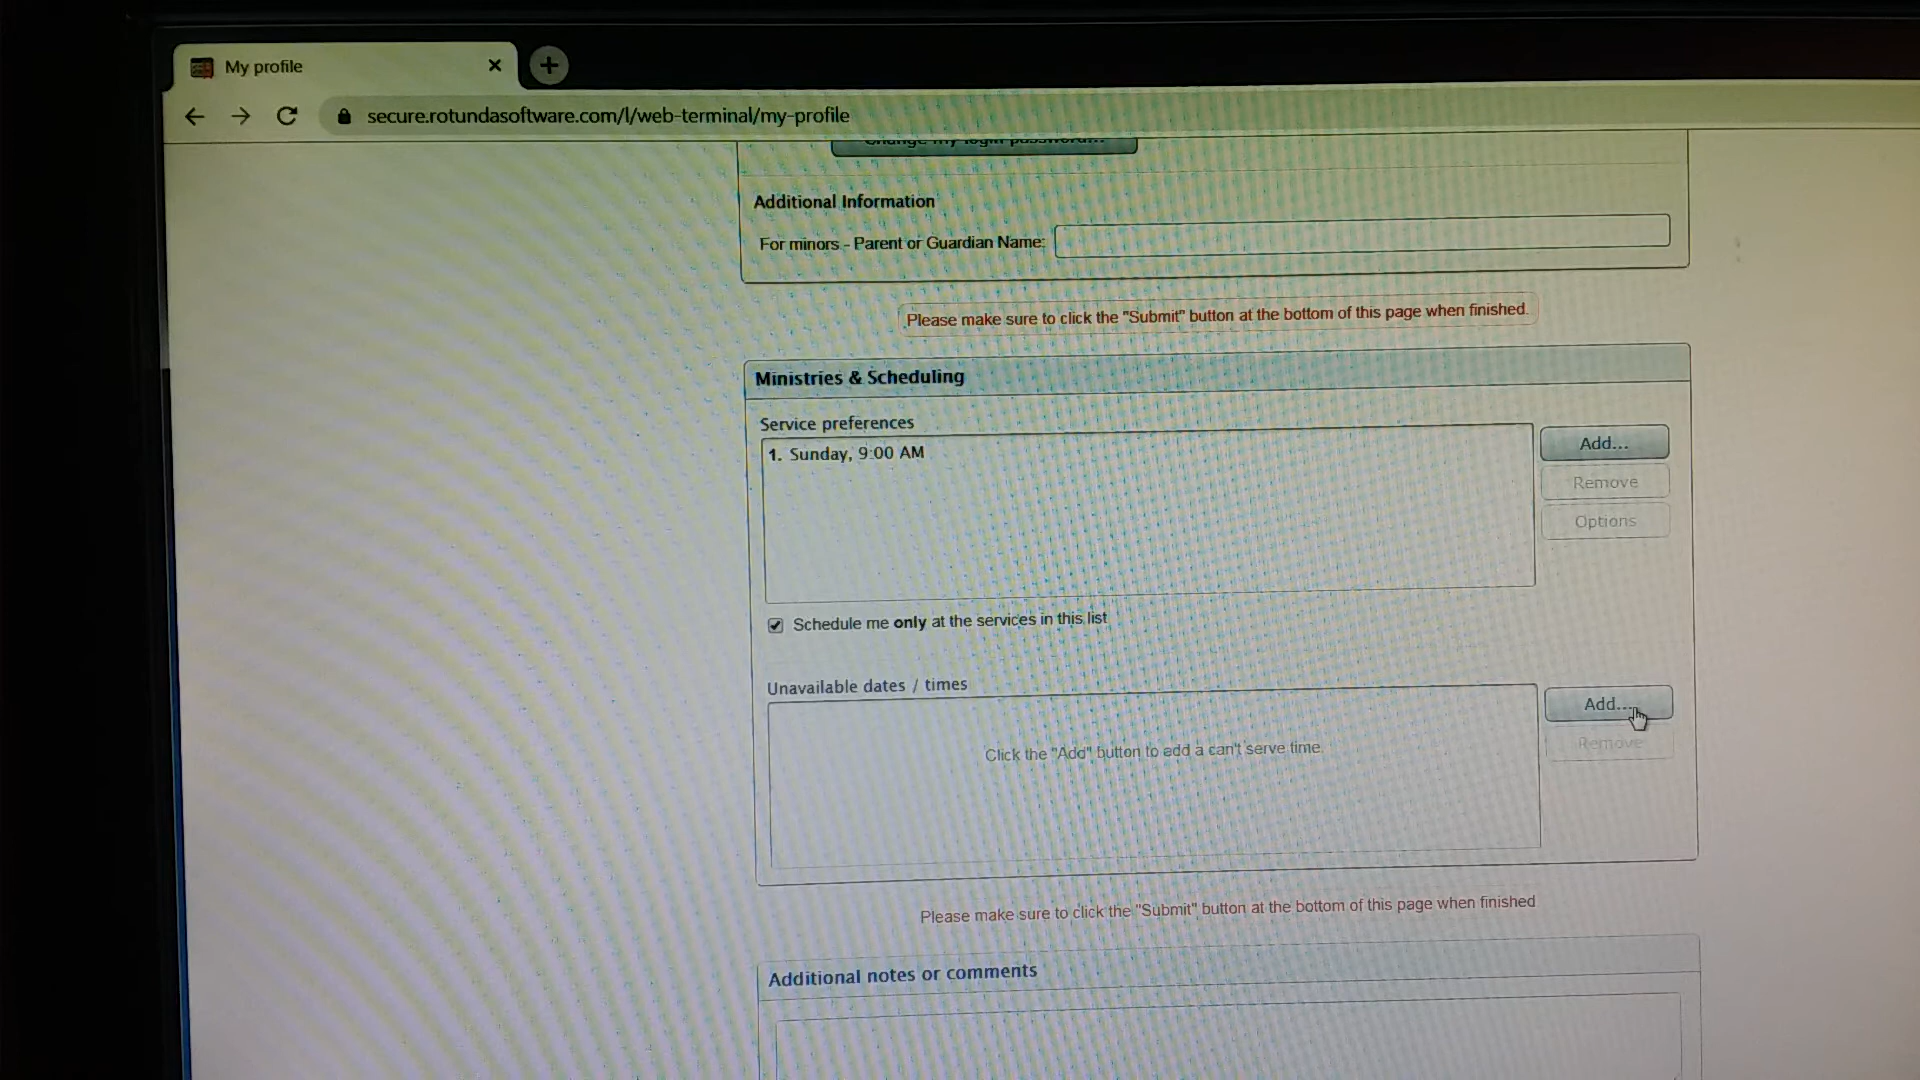 My profile
secure.rotundasoftware.com/l/web-terminal/my-profile
Change my login password...
Additional Information
For minors - Parent or Guardian Name:
Please make sure to click the "Submit" button at the bottom of this page when finished.
Ministries & Scheduling
Service preferences
1. Sunday, 9:00 AM
Add...
Remove
Options
Schedule me only at the services in this list
Unavailable dates / times
Add...
Click the "Add" button to add a can't serve time.
Remove
Please make sure to click the "Submit" button at the bottom of this page when finished
Additional notes or comments